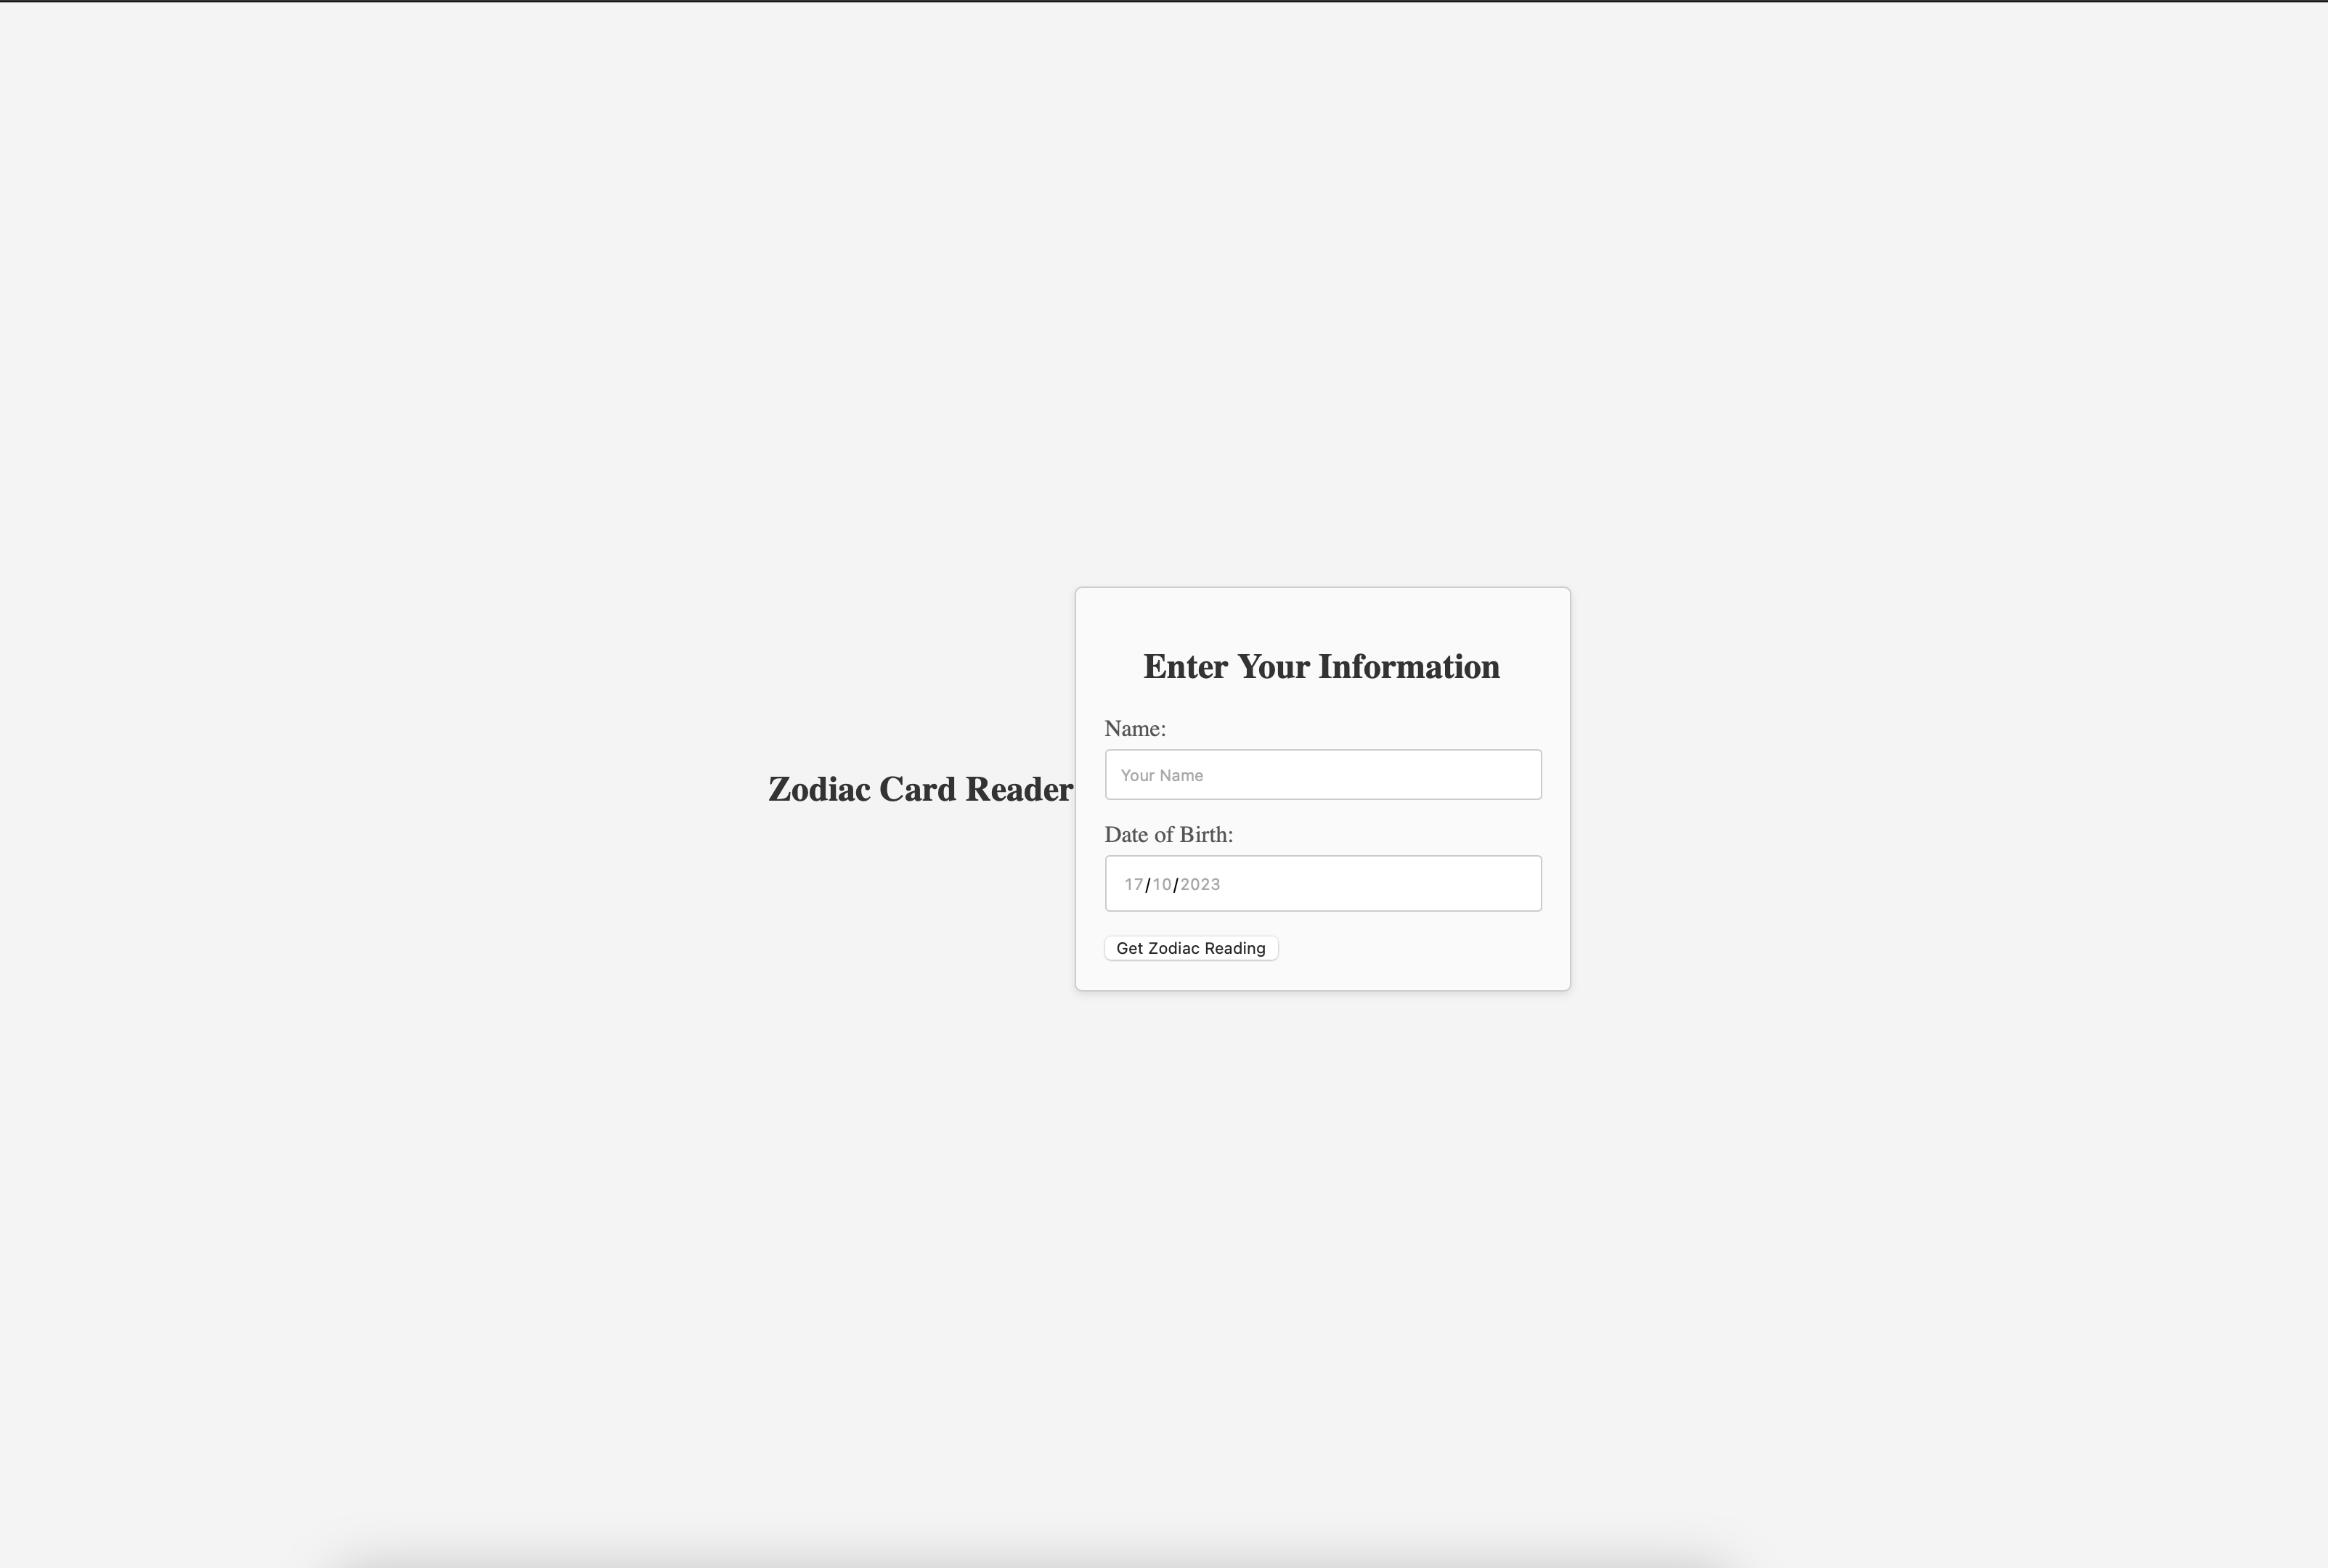 Zodiac Card Reader
Enter Your Information
Name:
Your Name
Date of Birth:
17/10/2023
Get Zodiac Reading